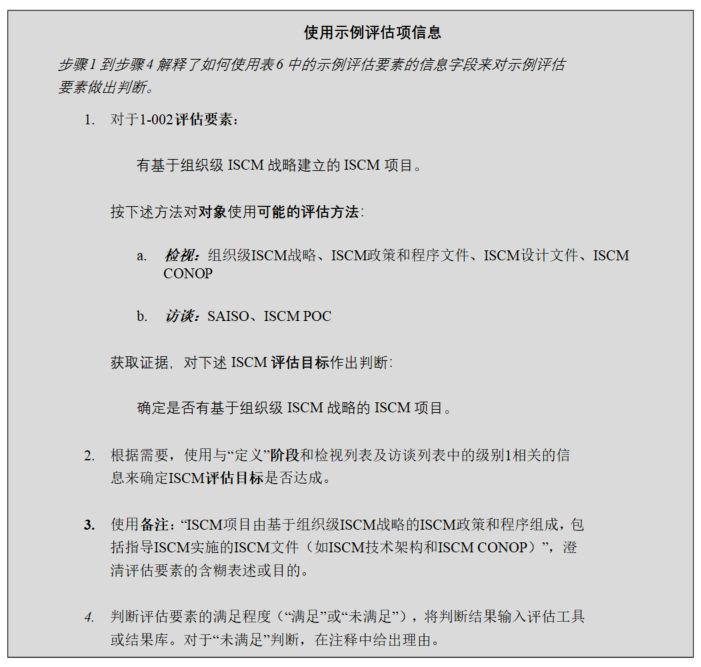 使用示例评估项信息
步骤 1 到步骤 4 解释了如何使用表 6 中的示例评估要素的信息字段来对示例评估
要素做出判断。
1. 对于1-002评估要素：
有基于组织级 ISCM 战略建立的 ISCM 项目。
按下述方法对对象使用可能的评估方法：
a. 检视：组织级ISCM战略、ISCM政策和程序文件、ISCM设计文件、ISCM
CONOP
b. 访谈：SAISO、ISCM POC
获取证据，对下述 ISCM 评估目标作出判断：
确定是否有基于组织级 ISCM 战略的 ISCM 项目。
2. 根据需要，使用与“定义”阶段和检视列表及访谈列表中的级别1相关的信
息来确定ISCM评估目标是否达成。
3. 使用备注：“ISCM项目由基于组织级ISCM战略的ISCM政策和程序组成，包
括指导ISCM实施的ISCM文件（如ISCM技术架构和ISCM CONOP）”，澄
清评估要素的含糊表述或目的。
4. 判断评估要素的满足程度（“满足”或“未满足”），将判断结果输入评估工具
或结果库。对于“未满足”判断，在注释中给出理由。